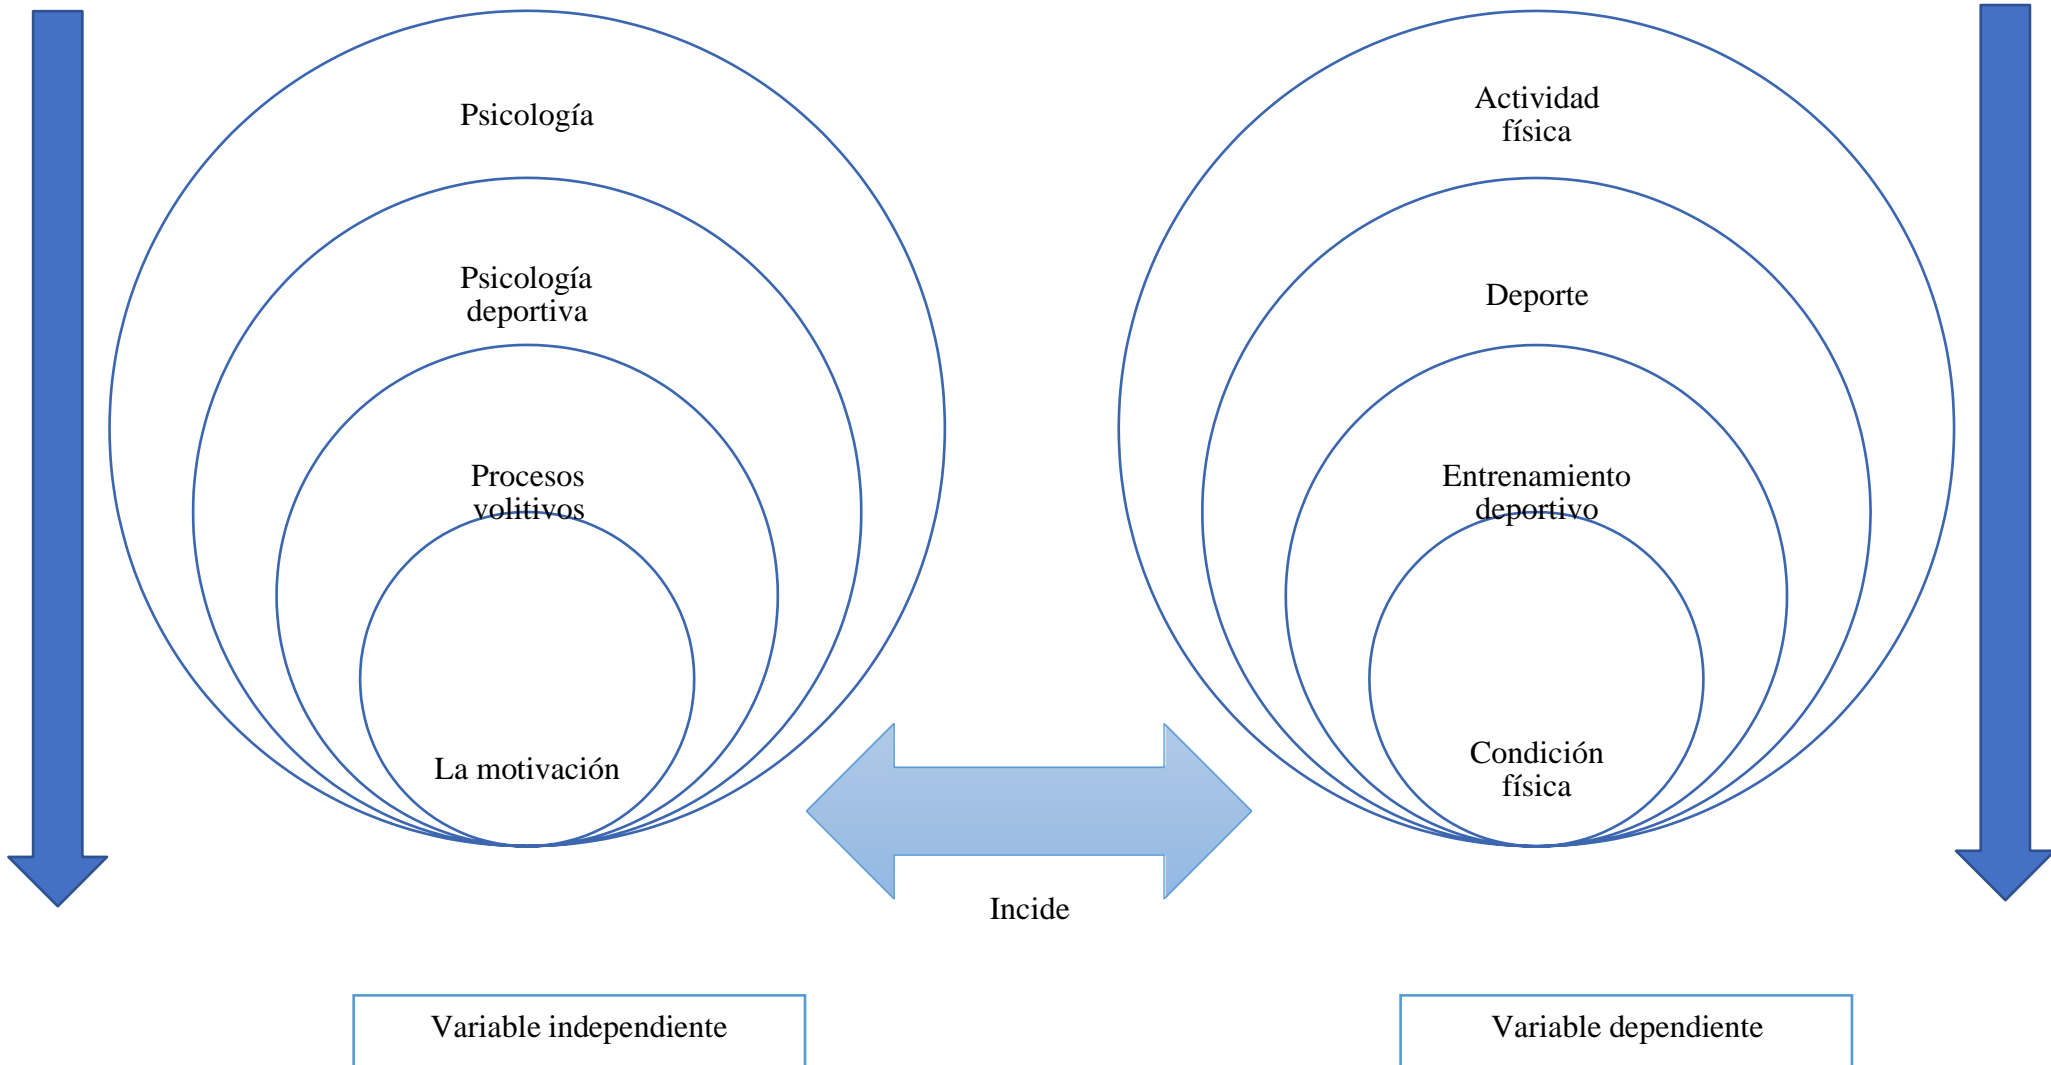 Psicología
Psicología
deportiva
Procesos
volitivos
La motivación
Actividad
física
Deporte
Entrenamiento
deportivo
Condición
física
Incide
Variable independiente
Variable dependiente